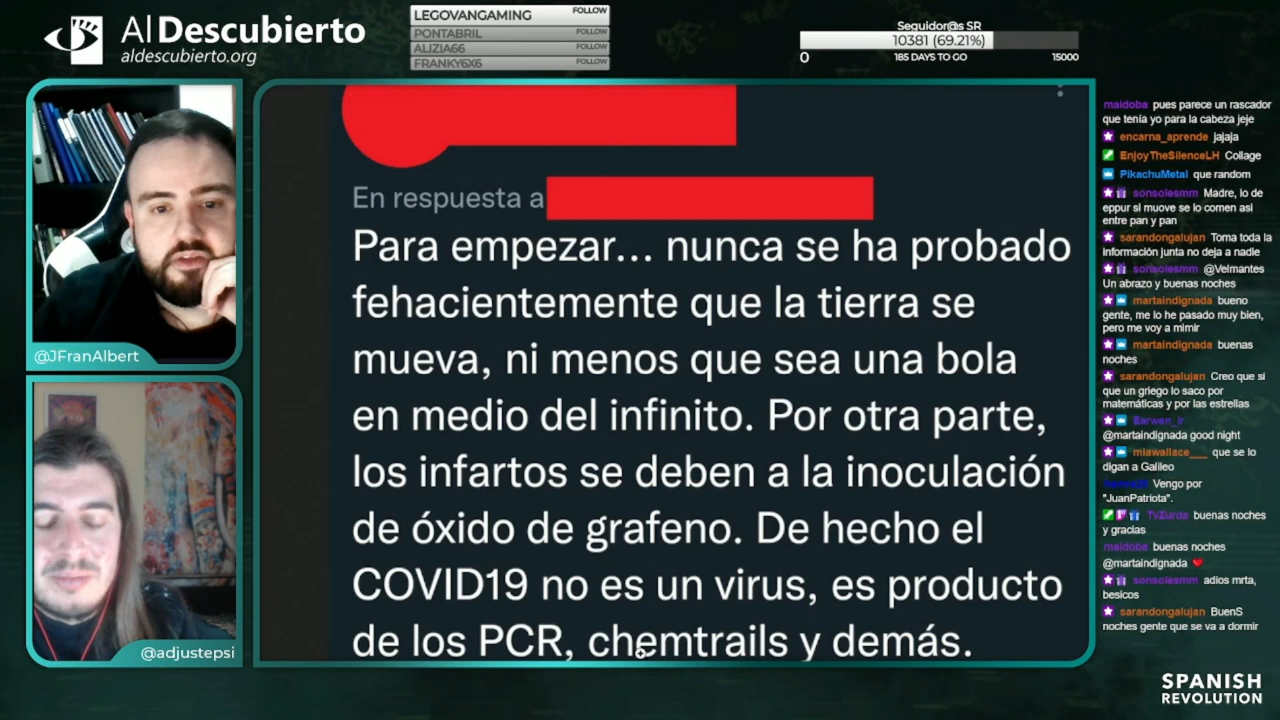 Al Descubierto
aldescubierto.org
LEGOVANGAMING FOLLOW
PONTABRIL FOLLOW
ALIZIA66 FOLLOW
FRANKY6X6 FOLLOW
Seguidor@s SR
10381 (69.21%)
0 185 DAYS TO GO 15000
@JFranAlbert
@adjustepsi
En respuesta a
Para empezar... nunca se ha probado
fehacientemente que la tierra se
mueva, ni menos que sea una bola
en medio del infinito. Por otra parte,
los infartos se deben a la inoculación
de óxido de grafeno. De hecho el
COVID19 no es un virus, es producto
de los PCR, chemtrails y demás.
maidoba pues parece un rascador
que tenía yo para la cabeza jeje
encarna_aprende jajaja
EnjoyTheSilenceLH Collage
PikachuMetal que random
sonsolesmm Madre, lo de
eppur si muove se lo comen asi
entre pan y pan
sarandongalujan Toma toda la
información junta no deja a nadie
sonsolesmm @Velmantes
Un abrazo y buenas noches
martaindignada bueno
gente, me lo he pasado muy bien,
pero me voy a mimir
martaindignada buenas
noches
sarandongalujan Creo que si
que un griego lo saco por
matemáticas y por las estrellas
Earwen_ir
@martaindignada good night
miawallace___ que se lo
digan a Galileo
Vengo por
"JuanPatriota".
TvZurda buenas noches
y gracias
maidoba buenas noches
@martaindignada
sonsolesmm adios mrta,
besicos
sarandongalujan BuenS
noches gente que se va a dormir
SPANISH
REVOLUTION